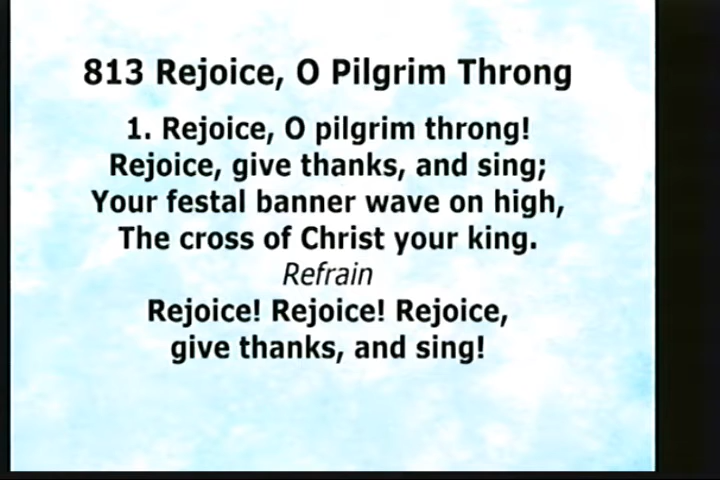 813 Rejoice, O Pilgrim Throng
1. Rejoice, O pilgrim throng!
Rejoice, give thanks, and sing;
Your festal banner wave on high,
The cross of Christ your king.
Refrain
Rejoice! Rejoice! Rejoice,
give thanks, and sing!